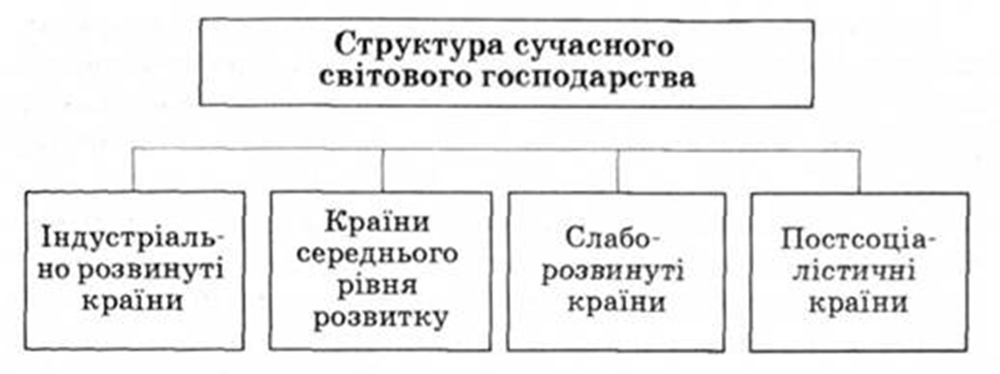 Структура сучасного
світового господарства
Індустріаль-
но розвинуті
країни
Країни
середнього
рівня
розвитку
Слабо-
розвинуті
країни
Постсоціа-
лістичні
країни